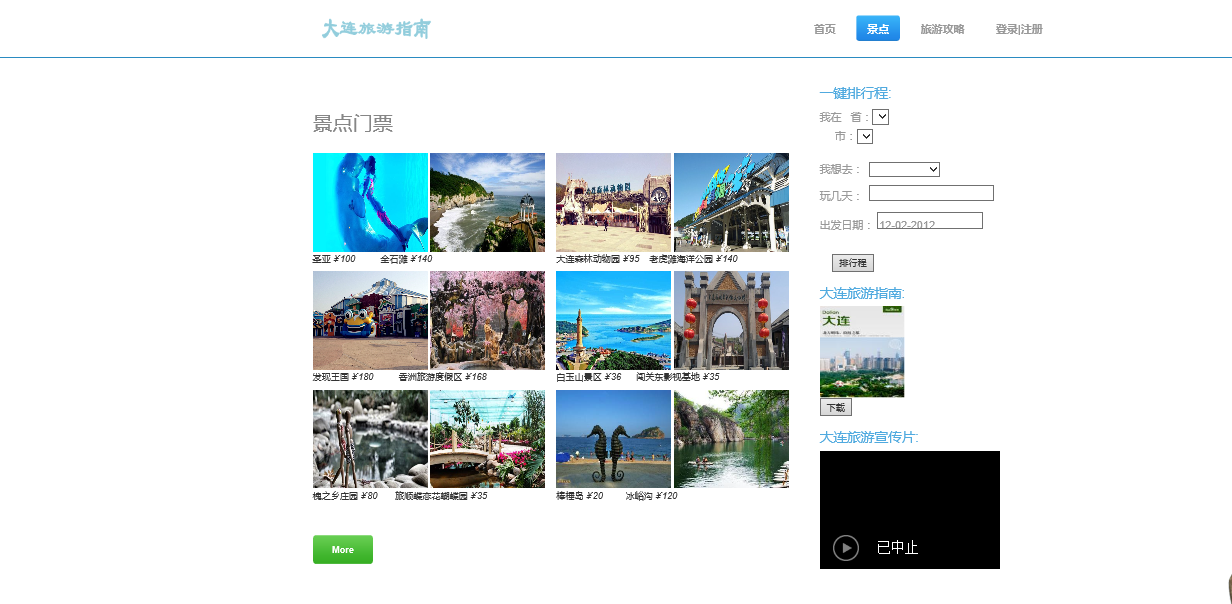 大连旅游指南
首页 景点 旅游攻略 登录|注册
景点门票
圣亚 ¥100 金石滩 ¥140 大连森林动物园 ¥95 老虎滩海洋公园 ¥140
发现王国 ¥180 香洲旅游度假区 ¥168 白玉山景区 ¥36 闯关东影视基地 ¥35
槐之乡庄园 ¥80 旅顺蝶恋花蝴蝶园 ¥35 棒棰岛 ¥20 冰峪沟 ¥120
More
一键排行程:
我在 首：
市：
我想去：
玩几天：
出发日期： 12-02-2012
排行程
大连旅游指南:
Dalian
大连
下载
大连旅游宣传片:
已中止